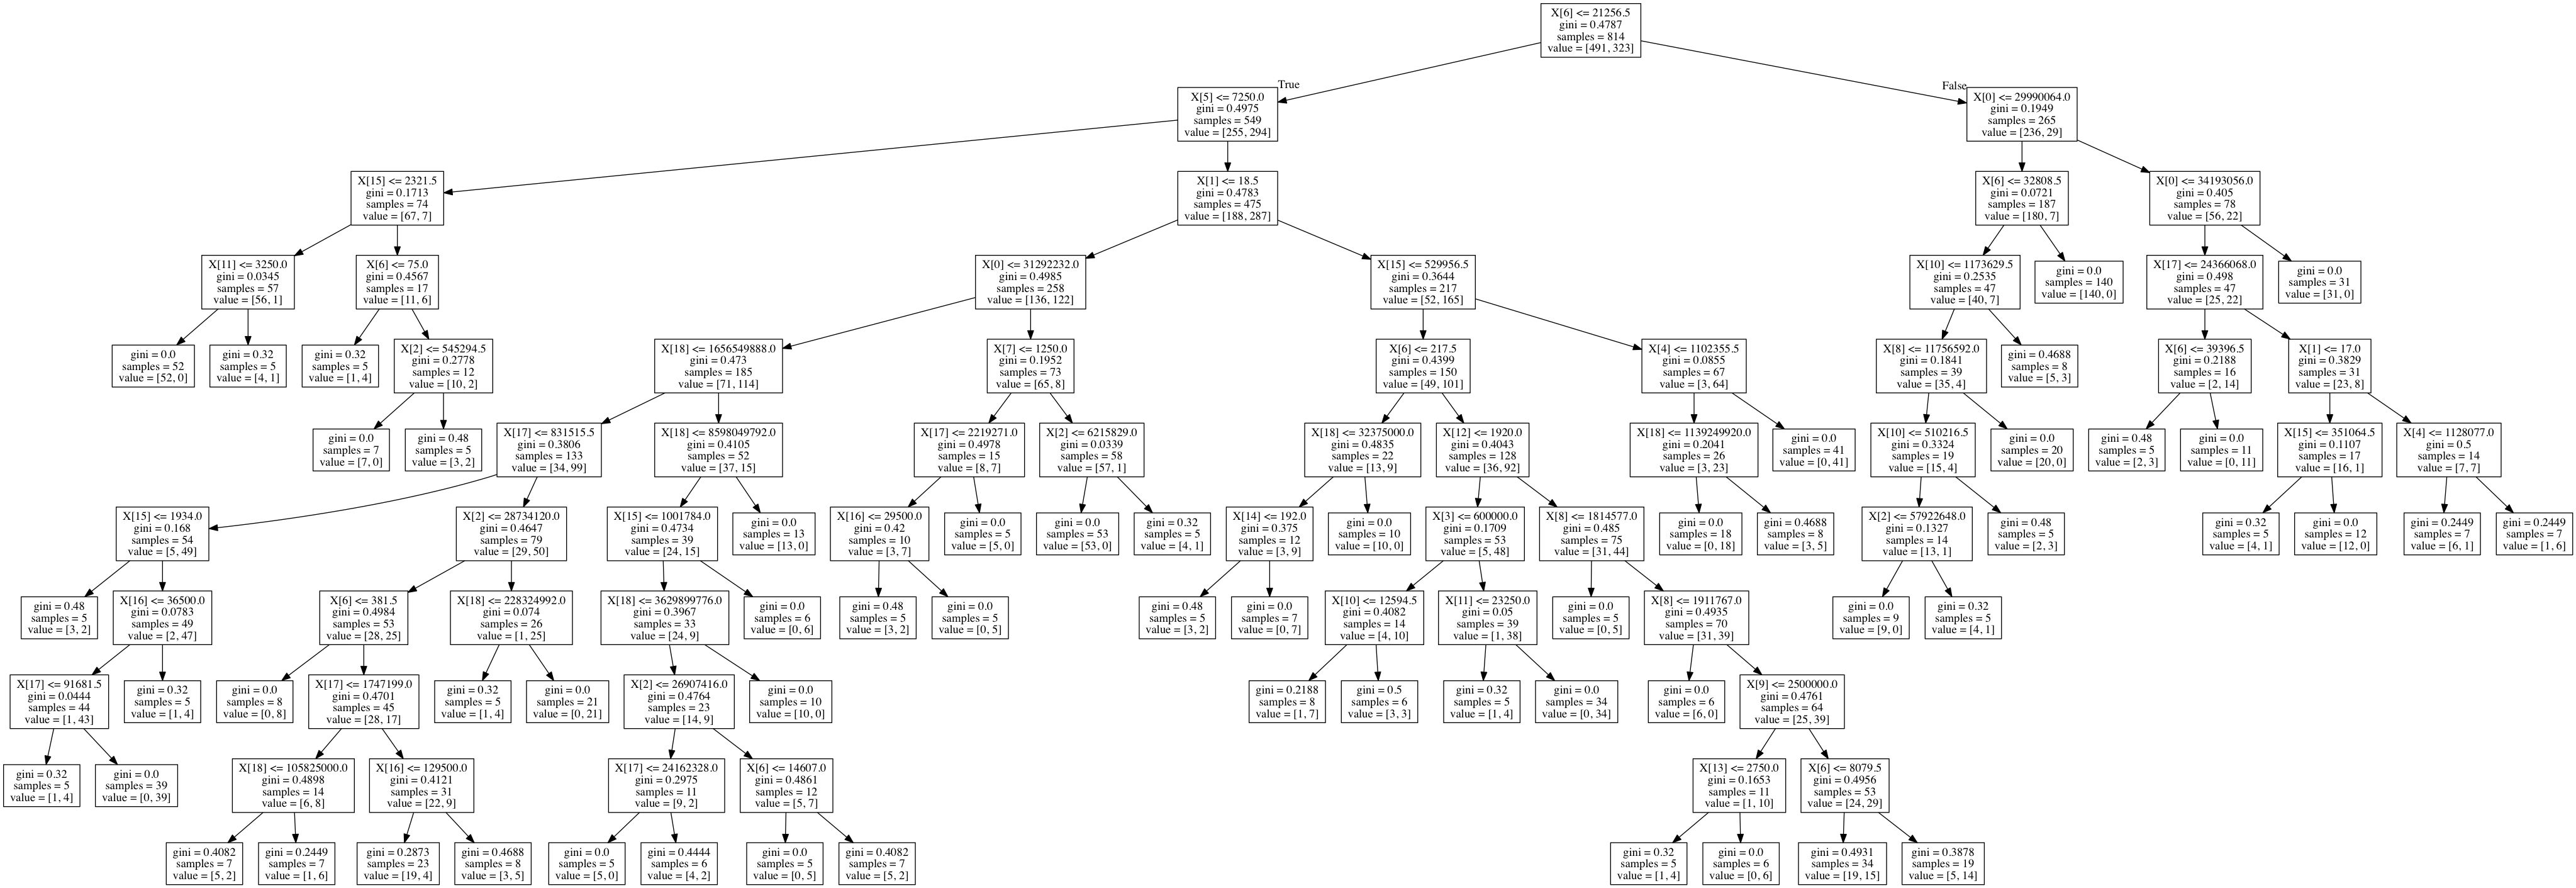 X[6] <= 21256.5
gini = 0.4787
samples = 814
value = [491, 323]
True
False
X[5] <= 7250.0
gini = 0.4975
samples = 549
value = [255, 294]
X[0] <= 29990064.0
gini = 0.1949
samples = 265
value = [236, 29]
X[15] <= 2321.5
gini = 0.1713
samples = 74
value = [67, 7]
X[1] <= 18.5
gini = 0.4783
samples = 475
value = [188, 287]
X[6] <= 32808.5
gini = 0.0721
samples = 187
value = [180, 7]
X[0] <= 34193056.0
gini = 0.405
samples = 78
value = [56, 22]
X[11] <= 3250.0
gini = 0.0345
samples = 57
value = [56, 1]
X[6] <= 75.0
gini = 0.4567
samples = 17
value = [11, 6]
X[0] <= 31292232.0
gini = 0.4985
samples = 258
value = [136, 122]
X[15] <= 529956.5
gini = 0.3644
samples = 217
value = [52, 165]
X[10] <= 1173629.5
gini = 0.2535
samples = 47
value = [40, 7]
gini = 0.0
samples = 140
value = [140, 0]
X[17] <= 24366068.0
gini = 0.498
samples = 47
value = [25, 22]
gini = 0.0
samples = 31
value = [31, 0]
gini = 0.0
samples = 52
value = [52, 0]
gini = 0.32
samples = 5
value = [4, 1]
gini = 0.32
samples = 5
value = [1, 4]
X[2] <= 545294.5
gini = 0.2778
samples = 12
value = [10, 2]
X[18] <= 1656549888.0
gini = 0.473
samples = 185
value = [71, 114]
X[7] <= 1250.0
gini = 0.1952
samples = 73
value = [65, 8]
X[6] <= 217.5
gini = 0.4399
samples = 150
value = [49, 101]
X[4] <= 1102355.5
gini = 0.0855
samples = 67
value = [3, 64]
X[8] <= 11756592.0
gini = 0.1841
samples = 39
value = [35, 4]
gini = 0.4688
samples = 8
value = [5, 3]
X[6] <= 39396.5
gini = 0.2188
samples = 16
value = [2, 14]
X[1] <= 17.0
gini = 0.3829
samples = 31
value = [23, 8]
gini = 0.0
samples = 7
value = [7, 0]
gini = 0.48
samples = 5
value = [3, 2]
X[17] <= 831515.5
gini = 0.3806
samples = 133
value = [34, 99]
X[18] <= 8598049792.0
gini = 0.4105
samples = 52
value = [37, 15]
X[17] <= 2219271.0
gini = 0.4978
samples = 15
value = [8, 7]
X[2] <= 6215829.0
gini = 0.0339
samples = 58
value = [57, 1]
X[18] <= 32375000.0
gini = 0.4835
samples = 22
value = [13, 9]
X[12] <= 1920.0
gini = 0.4043
samples = 128
value = [36, 92]
X[18] <= 1139249920.0
gini = 0.2041
samples = 26
value = [3, 23]
gini = 0.0
samples = 41
value = [0, 41]
X[10] <= 510216.5
gini = 0.3324
samples = 19
value = [15, 4]
gini = 0.0
samples = 20
value = [20, 0]
gini = 0.48
samples = 5
value = [2, 3]
gini = 0.0
samples = 11
value = [0, 11]
X[15] <= 351064.5
gini = 0.1107
samples = 17
value = [16, 1]
X[4] <= 1128077.0
gini = 0.5
samples = 14
value = [7, 7]
X[15] <= 1934.0
gini = 0.168
samples = 54
value = [5, 49]
X[2] <= 28734120.0
gini = 0.4647
samples = 79
value = [29, 50]
X[15] <= 1001784.0
gini = 0.4734
samples = 39
value = [24, 15]
gini = 0.0
samples = 13
value = [13, 0]
X[16] <= 29500.0
gini = 0.42
samples = 10
value = [3, 7]
gini = 0.0
samples = 5
value = [5, 0]
gini = 0.0
samples = 53
value = [53, 0]
gini = 0.32
samples = 5
value = [4, 1]
X[14] <= 192.0
gini = 0.375
samples = 12
value = [3, 9]
gini = 0.0
samples = 10
value = [10, 0]
X[3] <= 600000.0
gini = 0.1709
samples = 53
value = [5, 48]
X[8] <= 1814577.0
gini = 0.485
samples = 75
value = [31, 44]
gini = 0.0
samples = 18
value = [0, 18]
gini = 0.4688
samples = 8
value = [3, 5]
X[2] <= 57922648.0
gini = 0.1327
samples = 14
value = [13, 1]
gini = 0.48
samples = 5
value = [2, 3]
gini = 0.32
samples = 5
value = [4, 1]
gini = 0.0
samples = 12
value = [12, 0]
gini = 0.2449
samples = 7
value = [6, 1]
gini = 0.2449
samples = 7
value = [1, 6]
gini = 0.48
samples = 5
value = [3, 2]
X[16] <= 36500.0
gini = 0.0783
samples = 49
value = [2, 47]
X[6] <= 381.5
gini = 0.4984
samples = 53
value = [28, 25]
X[18] <= 228324992.0
gini = 0.074
samples = 26
value = [1, 25]
X[18] <= 3629899776.0
gini = 0.3967
samples = 33
value = [24, 9]
gini = 0.0
samples = 6
value = [0, 6]
gini = 0.48
samples = 5
value = [3, 2]
gini = 0.0
samples = 5
value = [0, 5]
gini = 0.48
samples = 5
value = [3, 2]
gini = 0.0
samples = 7
value = [0, 7]
X[10] <= 12594.5
gini = 0.4082
samples = 14
value = [4, 10]
X[11] <= 23250.0
gini = 0.05
samples = 39
value = [1, 38]
gini = 0.0
samples = 5
value = [0, 5]
X[8] <= 1911767.0
gini = 0.4935
samples = 70
value = [31, 39]
gini = 0.0
samples = 9
value = [9, 0]
gini = 0.32
samples = 5
value = [4, 1]
X[17] <= 91681.5
gini = 0.0444
samples = 44
value = [1, 43]
gini = 0.32
samples = 5
value = [1, 4]
gini = 0.0
samples = 8
value = [0, 8]
X[17] <= 1747199.0
gini = 0.4701
samples = 45
value = [28, 17]
gini = 0.32
samples = 5
value = [1, 4]
gini = 0.0
samples = 21
value = [0, 21]
X[2] <= 26907416.0
gini = 0.4764
samples = 23
value = [14, 9]
gini = 0.0
samples = 10
value = [10, 0]
gini = 0.2188
samples = 8
value = [1, 7]
gini = 0.5
samples = 6
value = [3, 3]
gini = 0.32
samples = 5
value = [1, 4]
gini = 0.0
samples = 34
value = [0, 34]
gini = 0.0
samples = 6
value = [6, 0]
X[9] <= 2500000.0
gini = 0.4761
samples = 64
value = [25, 39]
gini = 0.32
samples = 5
value = [1, 4]
gini = 0.0
samples = 39
value = [0, 39]
X[18] <= 105825000.0
gini = 0.4898
samples = 14
value = [6, 8]
X[16] <= 129500.0
gini = 0.4121
samples = 31
value = [22, 9]
X[17] <= 24162328.0
gini = 0.2975
samples = 11
value = [9, 2]
X[6] <= 14607.0
gini = 0.4861
samples = 12
value = [5, 7]
X[13] <= 2750.0
gini = 0.1653
samples = 11
value = [1, 10]
X[6] <= 8079.5
gini = 0.4956
samples = 53
value = [24, 29]
gini = 0.4082
samples = 7
value = [5, 2]
gini = 0.2449
samples = 7
value = [1, 6]
gini = 0.2873
samples = 23
value = [19, 4]
gini = 0.4688
samples = 8
value = [3, 5]
gini = 0.0
samples = 5
value = [5, 0]
gini = 0.4444
samples = 6
value = [4, 2]
gini = 0.0
samples = 5
value = [0, 5]
gini = 0.4082
samples = 7
value = [5, 2]
gini = 0.32
samples = 5
value = [1, 4]
gini = 0.0
samples = 6
value = [0, 6]
gini = 0.4931
samples = 34
value = [19, 15]
gini = 0.3878
samples = 19
value = [5, 14]